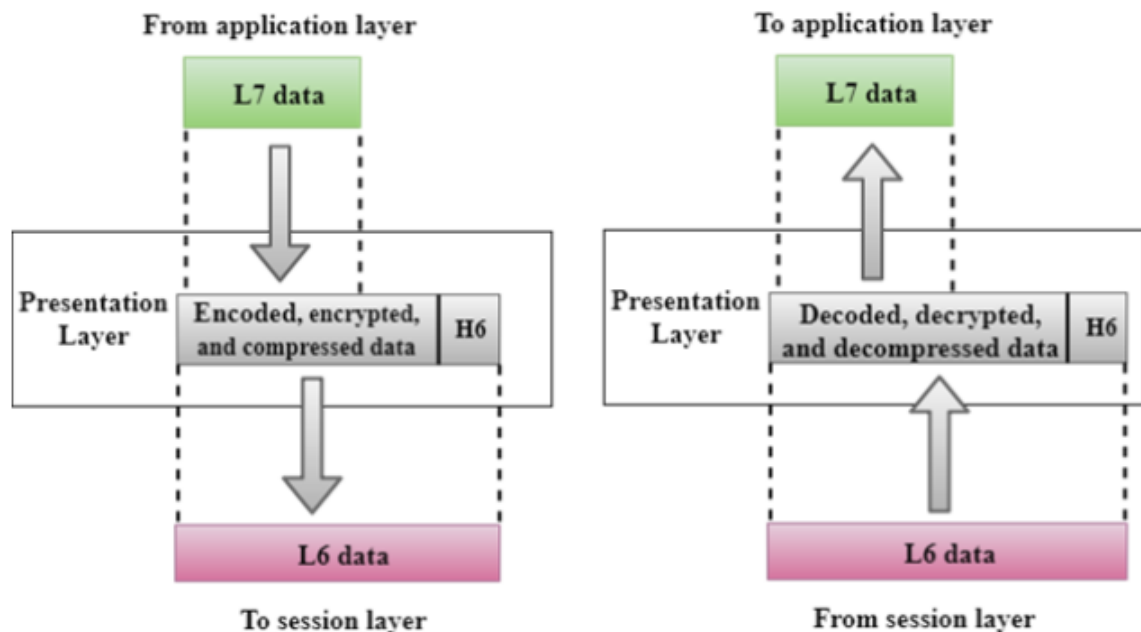 From application layer
L7 data
Presentation
Layer
Encoded, encrypted,
and compressed data
H6
L6 data
To session layer
To application layer
L7 data
Presentation
Layer
Decoded, decrypted,
and decompressed data
H6
L6 data
From session layer